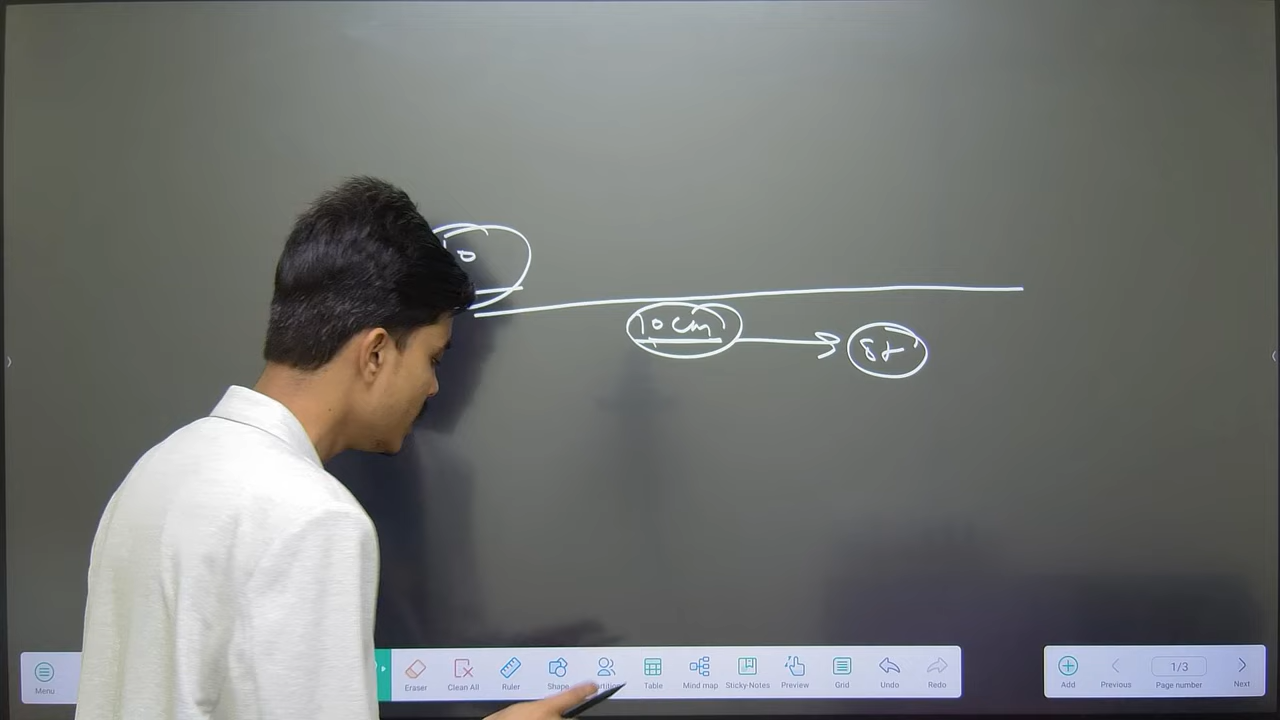 10 cm
Menu
Eraser
Clean All
Ruler
Shape
Table
Mind map
Sticky-Notes
Preview
Grid
Undo
Redo
Add
Previous
1/3
Page number
Next